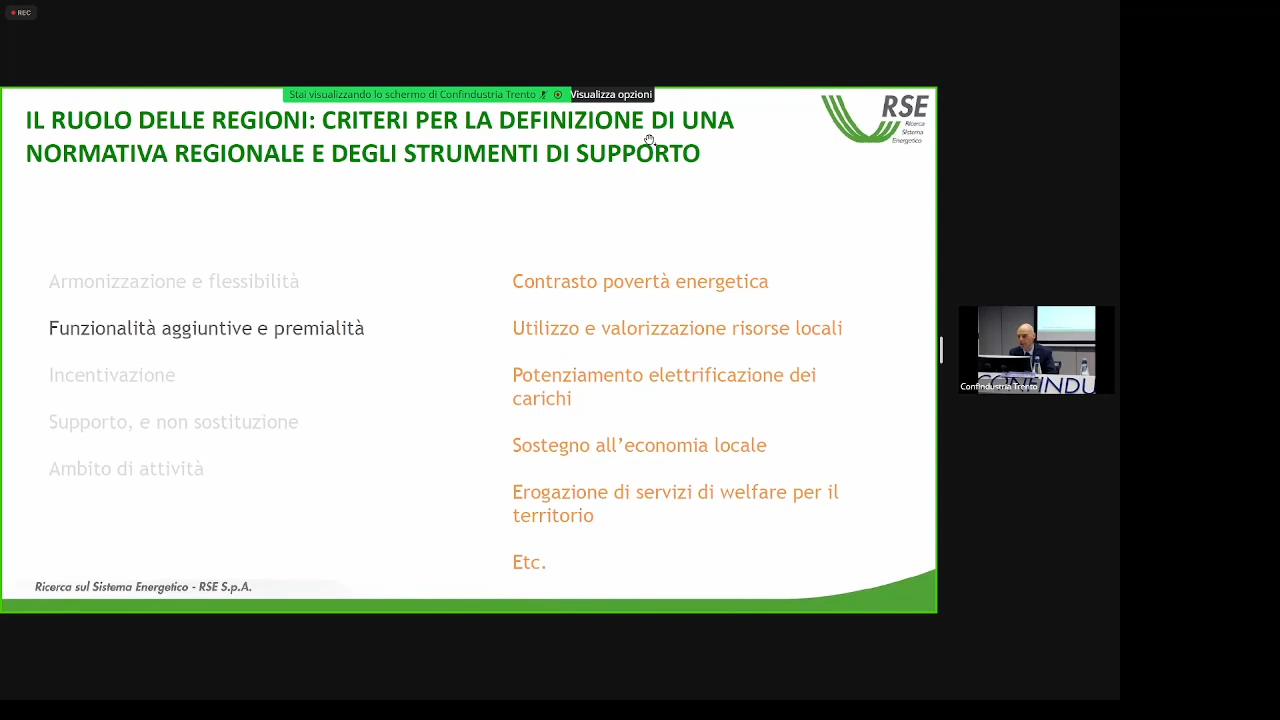 REC
Stai visualizzando lo schermo di Confindustria Trento
Visualizza opzioni
IL RUOLO DELLE REGIONI: CRITERI PER LA DEFINIZIONE DI UNA
NORMATIVA REGIONALE E DEGLI STRUMENTI DI SUPPORTO
RSE
Ricerca
Sistema
Energetico
Armonizzazione e flessibilità
Funzionalità aggiuntive e premialità
Incentivazione
Supporto, e non sostituzione
Ambito di attività
Contrasto povertà energetica
Utilizzo e valorizzazione risorse locali
Potenziamento elettrificazione dei
carichi
Sostegno all’economia locale
Erogazione di servizi di welfare per il
territorio
Etc.
Ricerca sul Sistema Energetico - RSE S.p.A.
Confindustria Trento
CONFINDU